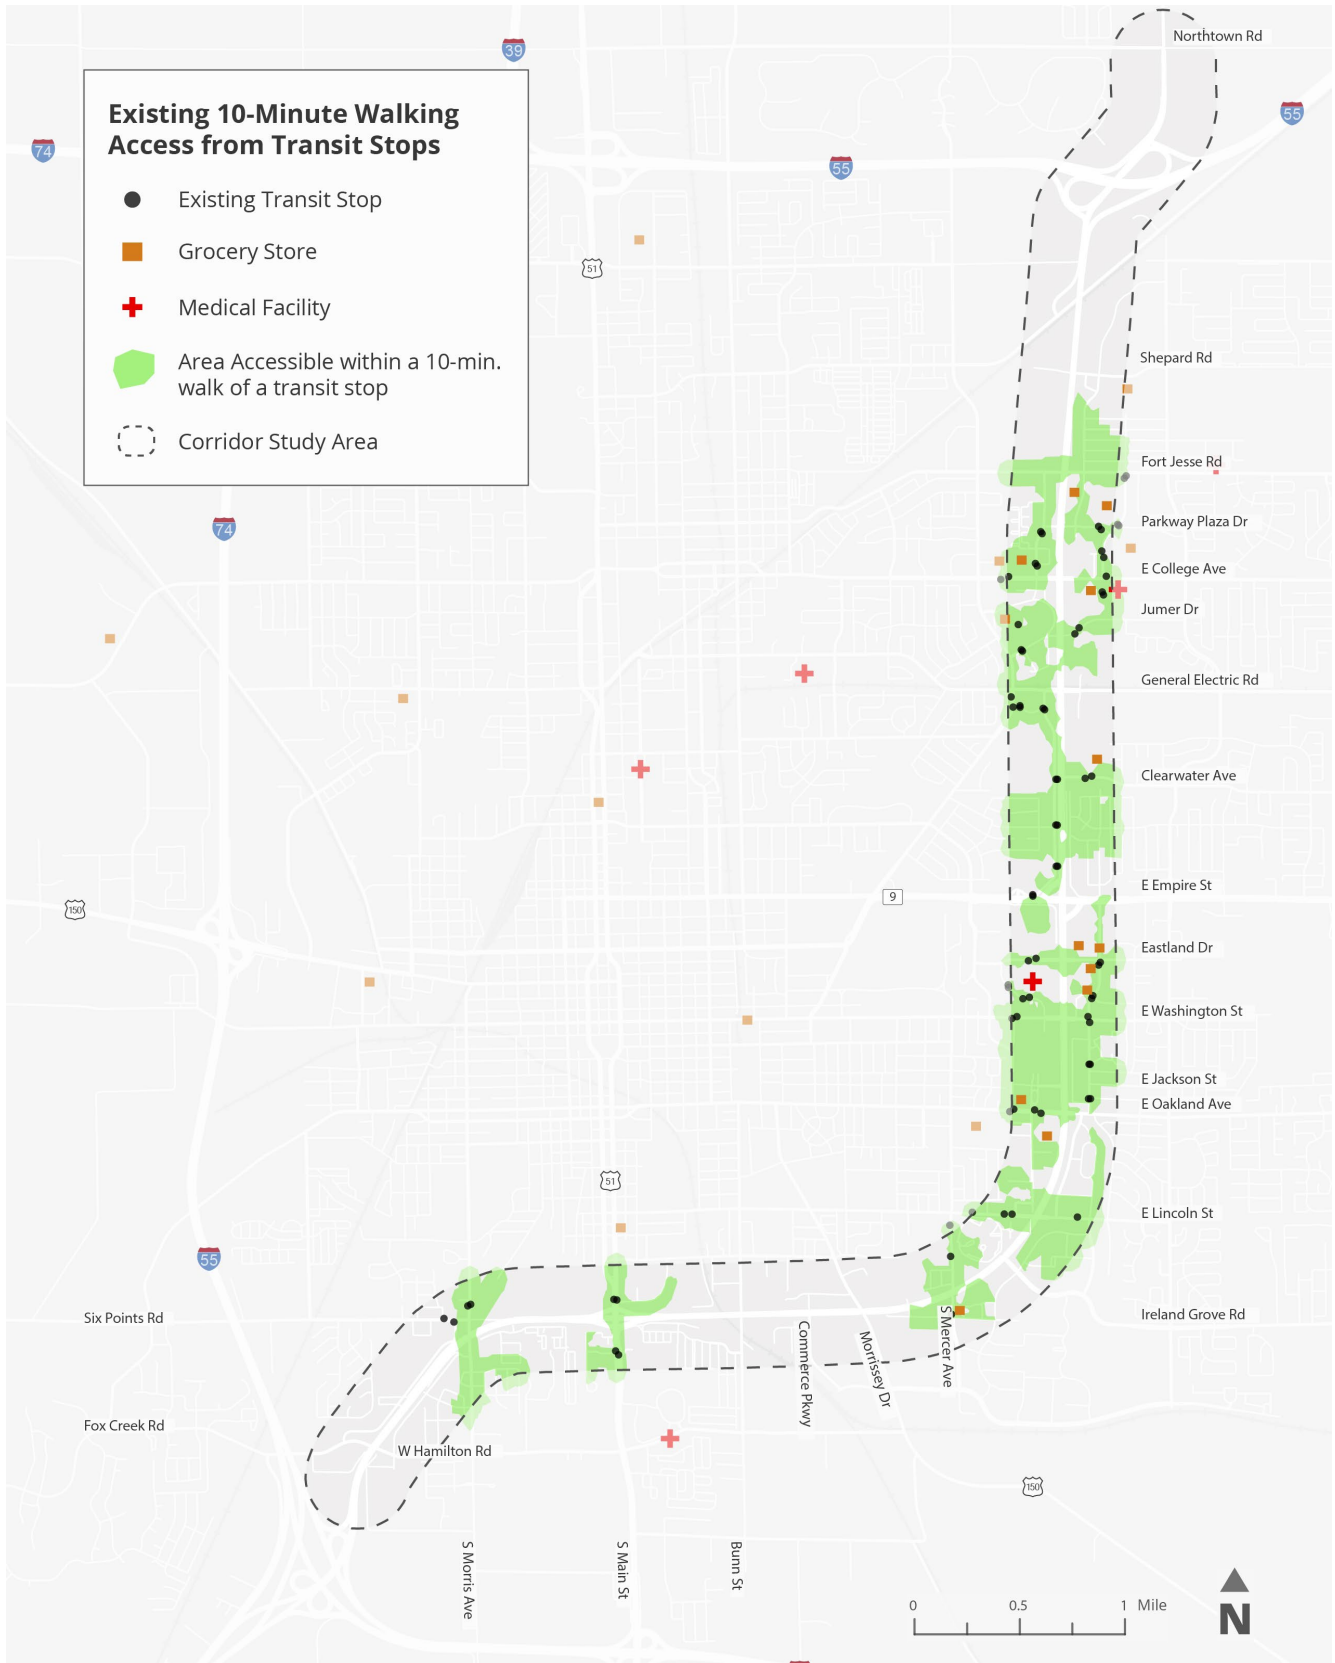 Northtown Rd
39
55
74
55
Existing 10-Minute Walking
Access from Transit Stops
Existing Transit Stop
Grocery Store
Medical Facility
Area Accessible within a 10-min.
walk of a transit stop
Corridor Study Area
51
Shepard Rd
Fort Jesse Rd
74
Parkway Plaza Dr
E College Ave
Jumer Dr
General Electric Rd
Clearwater Ave
E Empire St
9
150
Eastland Dr
E Washington St
E Jackson St
E Oakland Ave
51
E Lincoln St
55
Six Points Rd
Ireland Grove Rd
S Mercer Ave
Commerce Pkwy
Morrissey Dr
Fox Creek Rd
W Hamilton Rd
150
S Morris Ave
S Main St
Bunn St
0 0.5 1 Mile
N